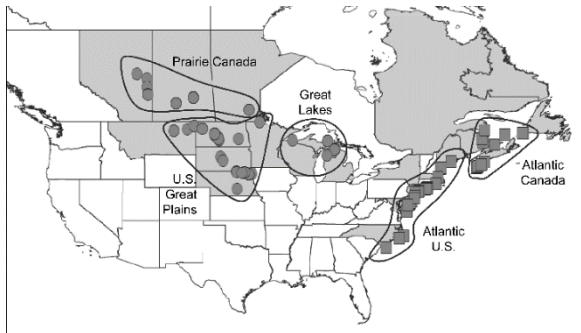 Prairie Canada
Great
Lakes
U.S.
Great
Plains
Atlantic
Canada
Atlantic
U.S.